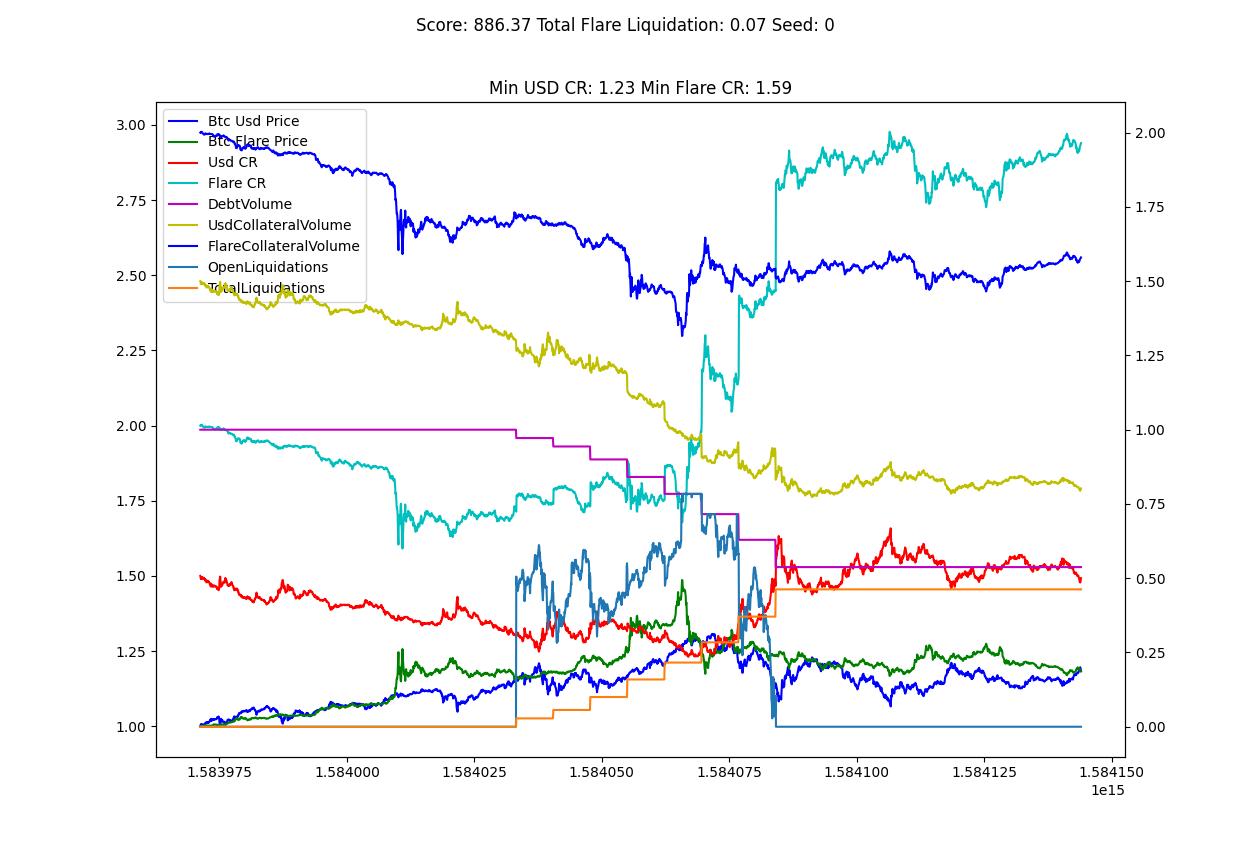 Score: 886.37 Total Flare Liquidation: 0.07 Seed: 0
Min USD CR: 1.23 Min Flare CR: 1.59
Btc Usd Price
Btc Flare Price
Usd CR
Flare CR
DebtVolume
UsdCollateralVolume
FlareCollateralVolume
OpenLiquidations
TotalLiquidations
3.00
2.75
2.50
2.25
2.00
1.75
1.50
1.25
1.00
2.00
1.75
1.50
1.25
1.00
0.75
0.50
0.25
0.00
1.583975 1.584000 1.584025 1.584050 1.584075 1.584100 1.584125 1.584150
1e15